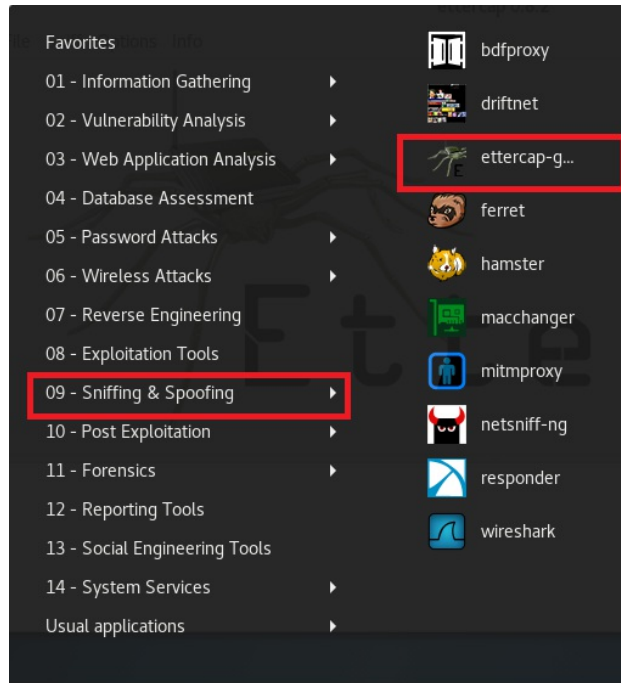 Favorites
01 - Information Gathering
02 - Vulnerability Analysis
03 - Web Application Analysis
04 - Database Assessment
05 - Password Attacks
06 - Wireless Attacks
07 - Reverse Engineering
08 - Exploitation Tools
09 - Sniffing & Spoofing
10 - Post Exploitation
11 - Forensics
12 - Reporting Tools
13 - Social Engineering Tools
14 - System Services
Usual applications
bdfproxy
driftnet
ettercap-g...
ferret
hamster
macchanger
mitmproxy
netsniff-ng
responder
wireshark
Ette